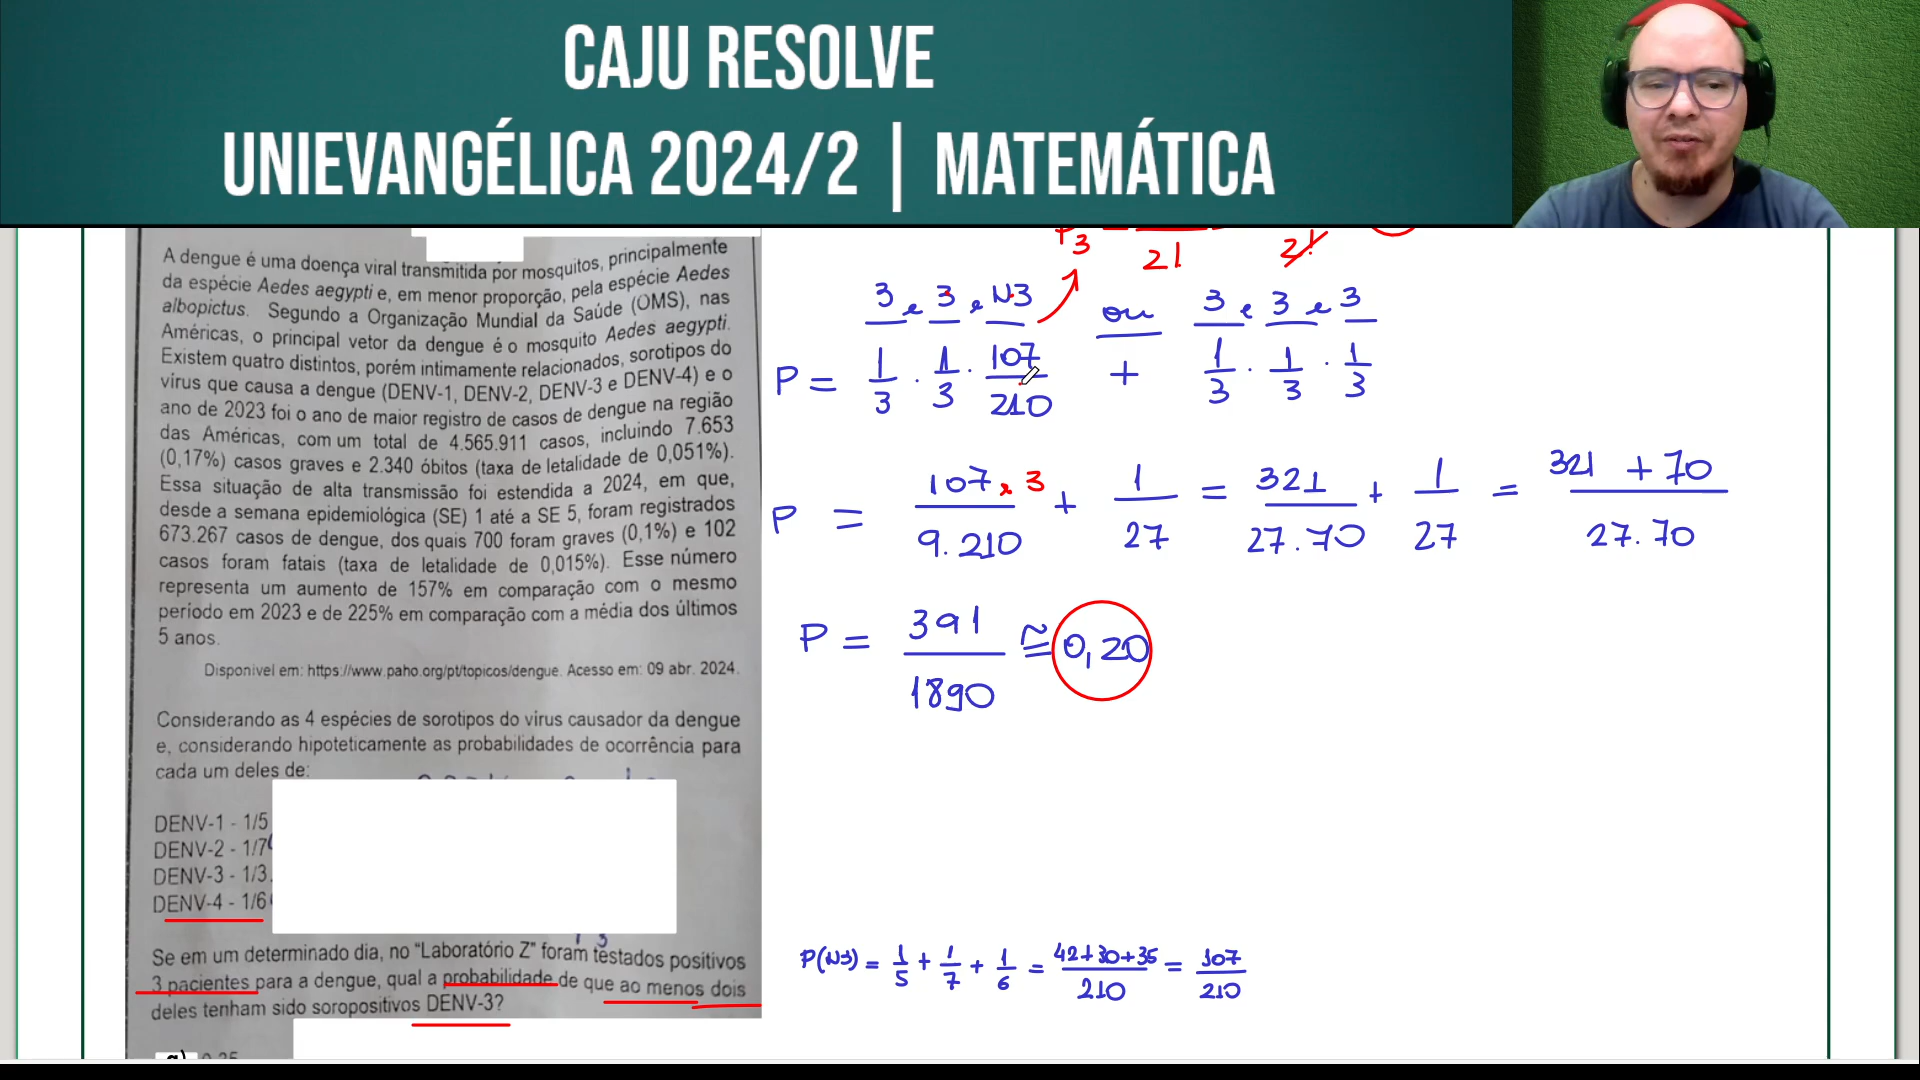 CAJU RESOLVE
UNIEVANGÉLICA 2024/2 | MATEMÁTICA
A dengue é uma doença viral transmitida por mosquitos, principalmente
da espécie Aedes aegypti e, em menor proporção, pela espécie Aedes
albopictus. Segundo a Organização Mundial da Saúde (OMS), nas
Américas, o principal vetor da dengue é o mosquito Aedes aegypti.
Existem quatro distintos, porém intimamente relacionados, sorotipos do
vírus que causa a dengue (DENV-1, DENV-2, DENV-3 e DENV-4) e o
ano de 2023 foi o ano de maior registro de casos de dengue na região
das Américas, com um total de 4.565.911 casos, incluindo 7.653
(0,17%) casos graves e 2.340 óbitos (taxa de letalidade de 0,051%).
Essa situação de alta transmissão foi estendida a 2024, em que,
desde a semana epidemiológica (SE) 1 até a SE 5, foram registrados
673.267 casos de dengue, dos quais 700 foram graves (0,1%) e 102
casos foram fatais (taxa de letalidade de 0,015%). Esse número
representa um aumento de 157% em comparação com o mesmo
período em 2023 e de 225% em comparação com a média dos últimos
5 anos.
Disponível em: https://www.paho.org/pt/topicos/dengue. Acesso em: 09 abr. 2024.
Considerando as 4 espécies de sorotipos do vírus causador da dengue
e, considerando hipoteticamente as probabilidades de ocorrência para
cada um deles de:
DENV-1 - 1/5
DENV-2 - 1/7
DENV-3 - 1/3
DENV-4 - 1/6
Se em um determinado dia, no "Laboratório Z" foram testados positivos
3 pacientes para a dengue, qual a probabilidade de que ao menos dois
deles tenham sido soropositivos DENV-3?
P3 = 21 2!
3 e 3 e N3 ou 3 e 3 e 3
P = 1/3 . 1/3 . 107/210 + 1/3 . 1/3 . 1/3
P = 107 x 3/9.210 + 1/27 = 321/27.70 + 1/27 = 321 + 70/27.70
P = 391/1890 ≅ 0,20
P(N3) = 1/5 + 1/7 + 1/6 = 42+30+35/210 = 107/210